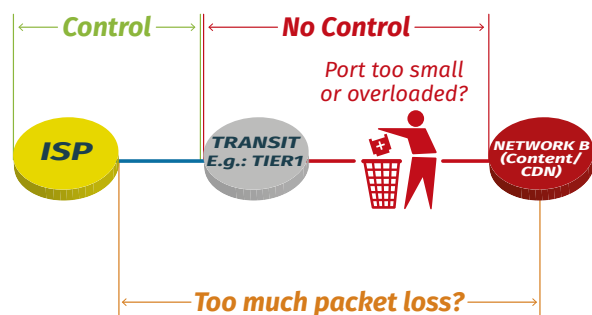 Control
No Control
Port too small
or overloaded?
ISP
TRANSIT
E.g.: TIER1
NETWORK B
(Content/
CDN)
Too much packet loss?